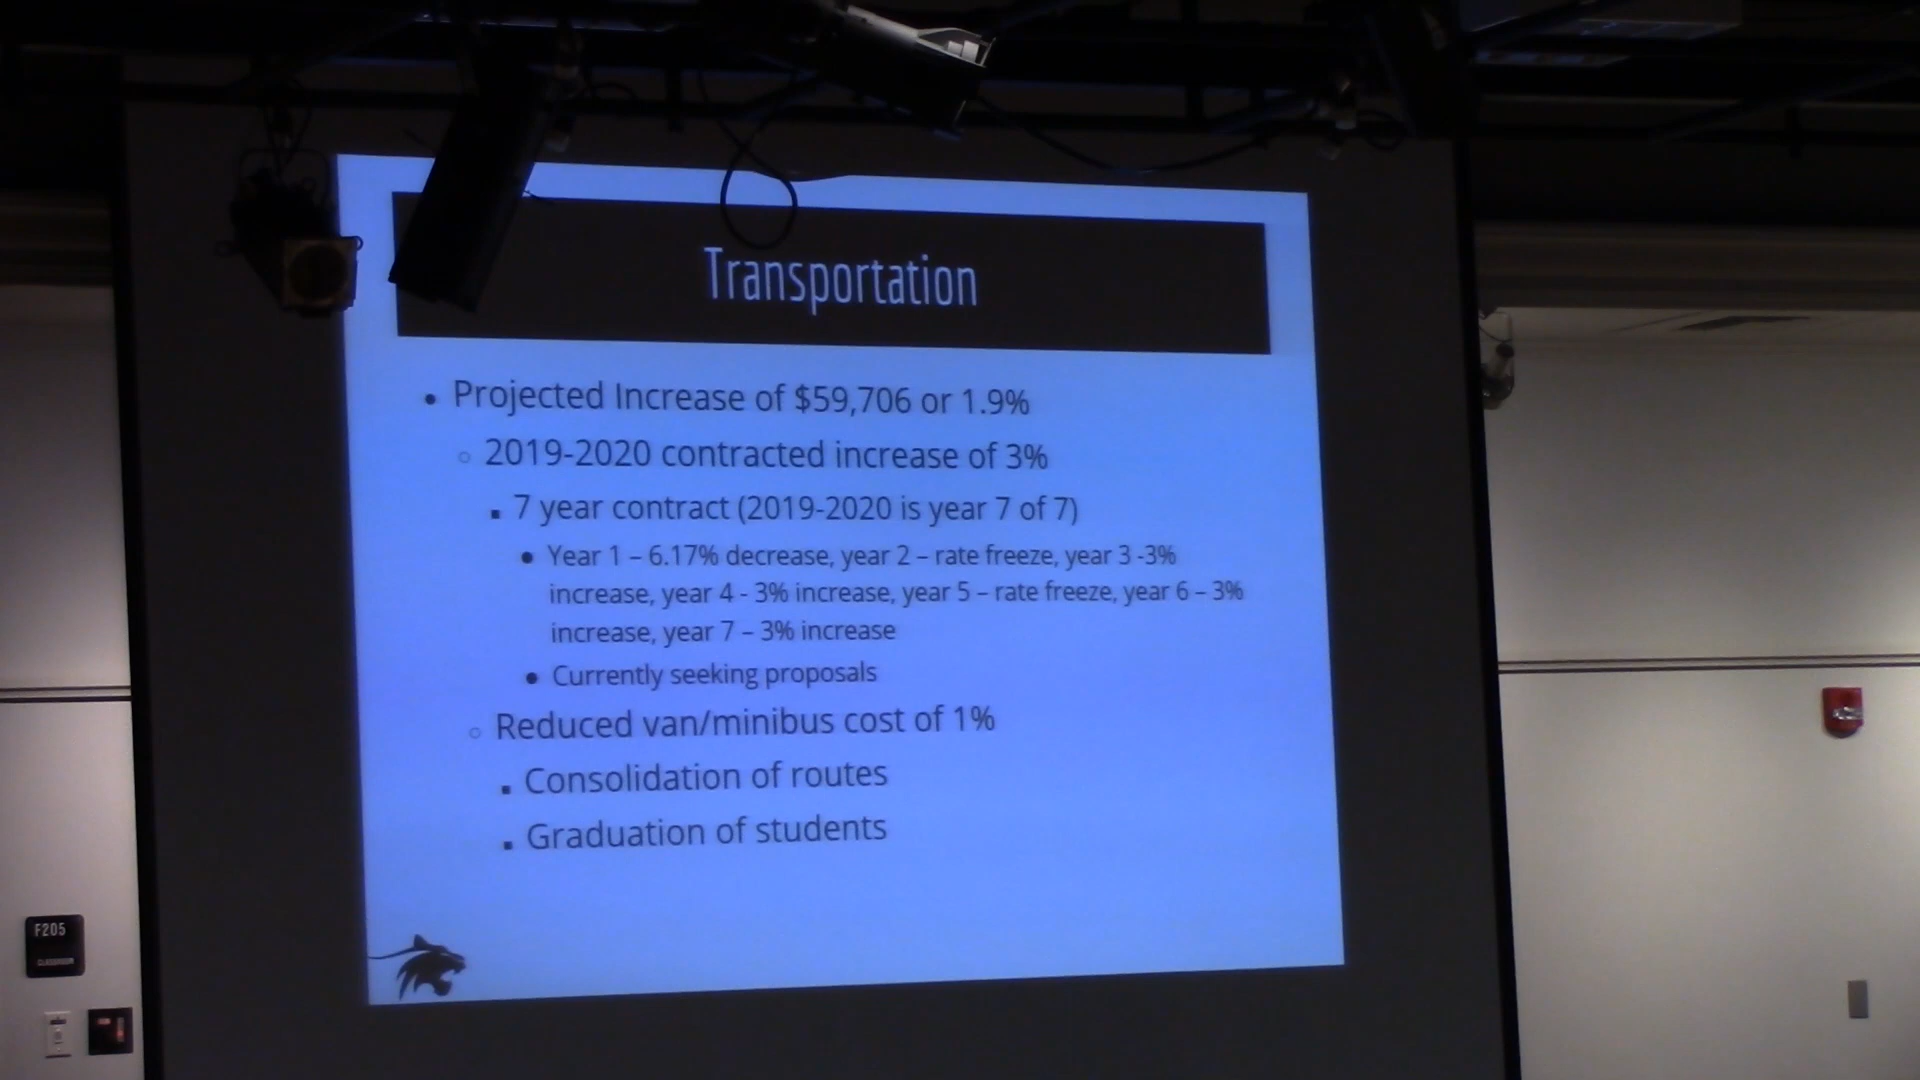 Transportation
• Projected Increase of $59,706 or 1.9%
○ 2019-2020 contracted increase of 3%
▪ 7 year contract (2019-2020 is year 7 of 7)
• Year 1 – 6.17% decrease, year 2 – rate freeze, year 3 -3%
increase, year 4 - 3% increase, year 5 – rate freeze, year 6 – 3%
increase, year 7 – 3% increase
• Currently seeking proposals
○ Reduced van/minibus cost of 1%
▪ Consolidation of routes
▪ Graduation of students
F205
CLASSROOM